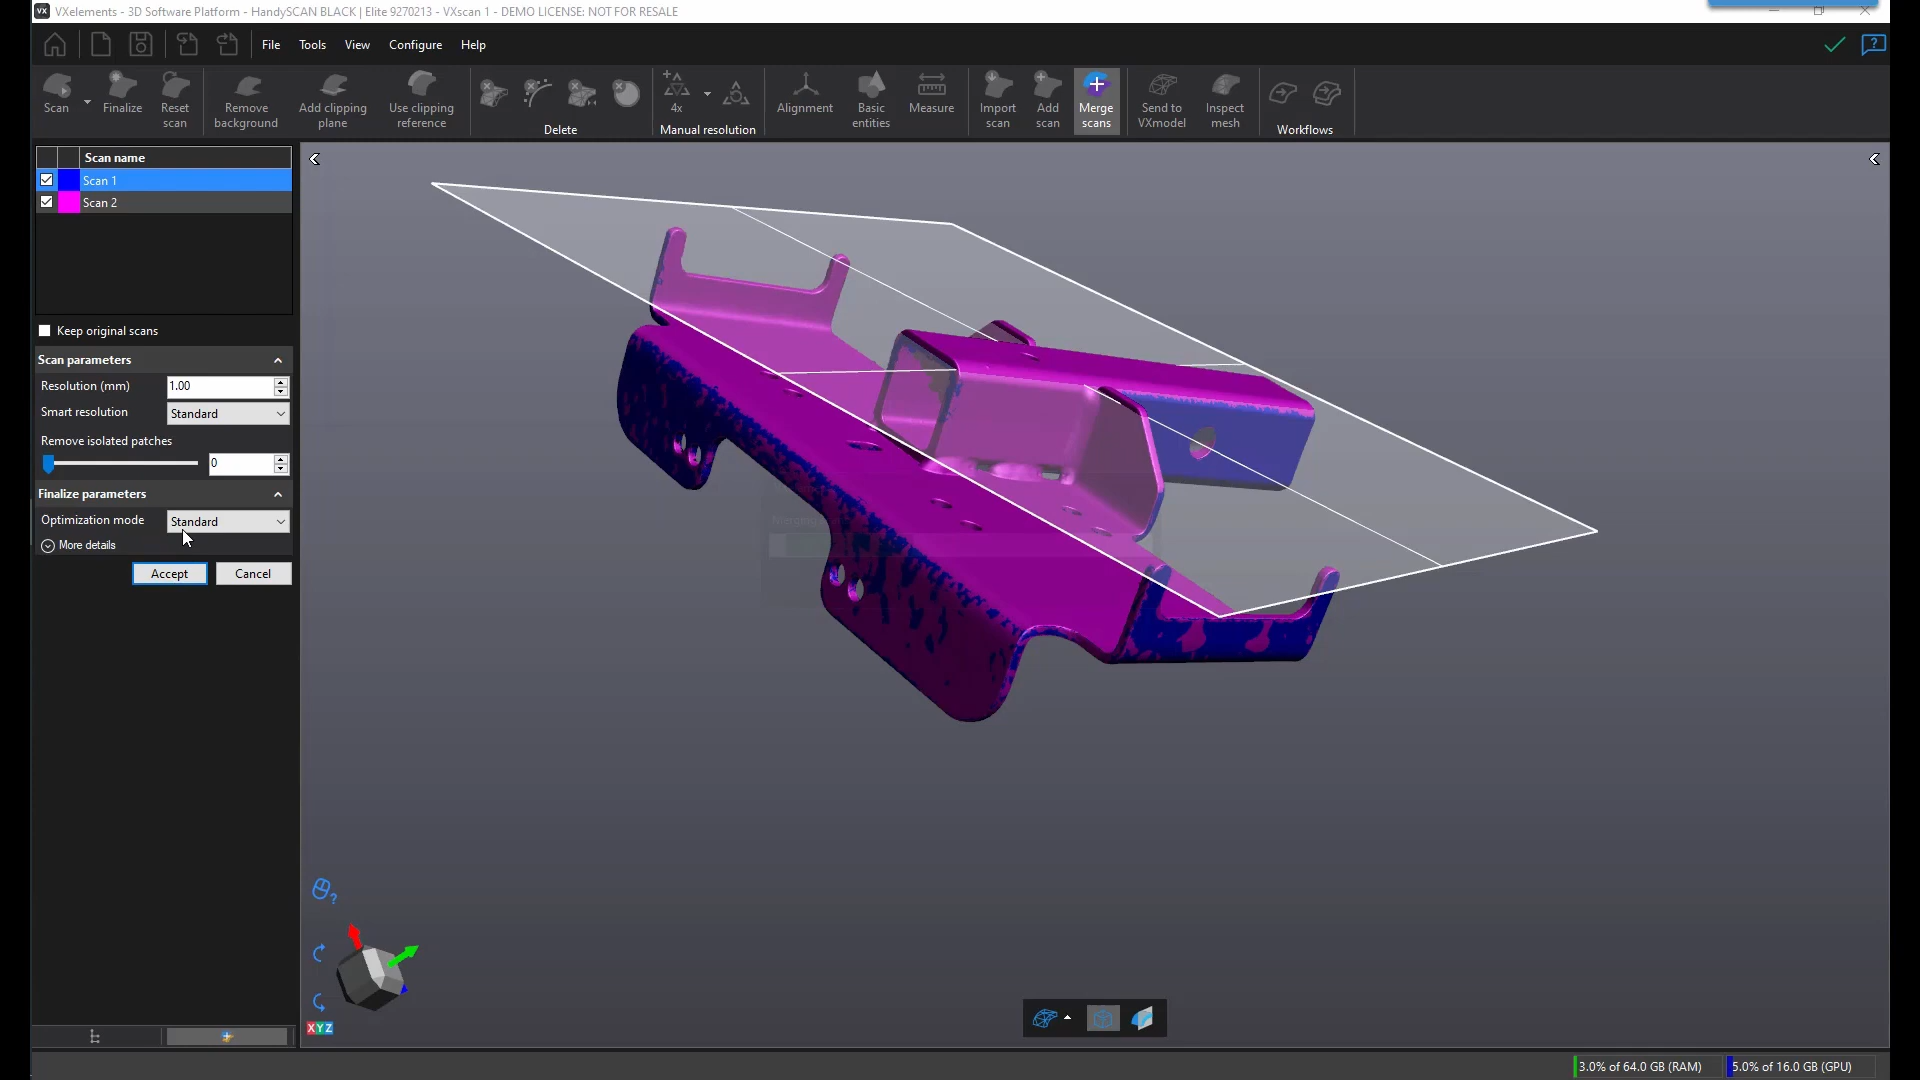 VXelements - 3D Software Platform - HandySCAN BLACK | Elite 9270213 - VXscan 1 - DEMO LICENSE: NOT FOR RESALE
File Tools View Configure Help
Scan
Finalize
Reset scan
Remove background
Add clipping plane
Use clipping reference
Delete
4x
Manual resolution
Alignment
Basic entities
Measure
Import scan
Add scan
Merge scans
Send to VXmodel
Inspect mesh
Workflows
Scan name
Scan 1
Scan 2
Keep original scans
Scan parameters
Resolution (mm) 1.00
Smart resolution Standard
Remove isolated patches
0
Finalize parameters
Optimization mode Standard
More details
Accept Cancel
XYZ
3.0% of 64.0 GB (RAM) 5.0% of 16.0 GB (GPU)